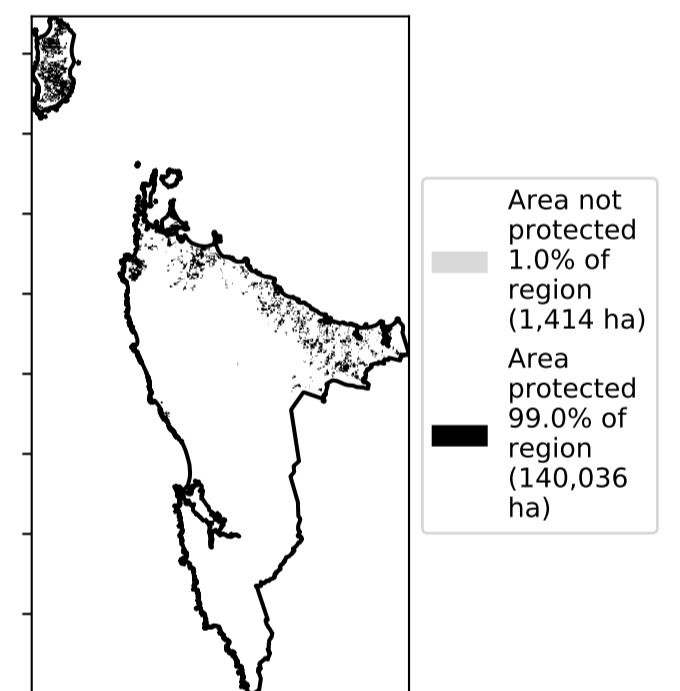 Area not
protected
1.0% of
region
(1,414 ha)
Area
protected
99.0% of
region
(140,036
ha)